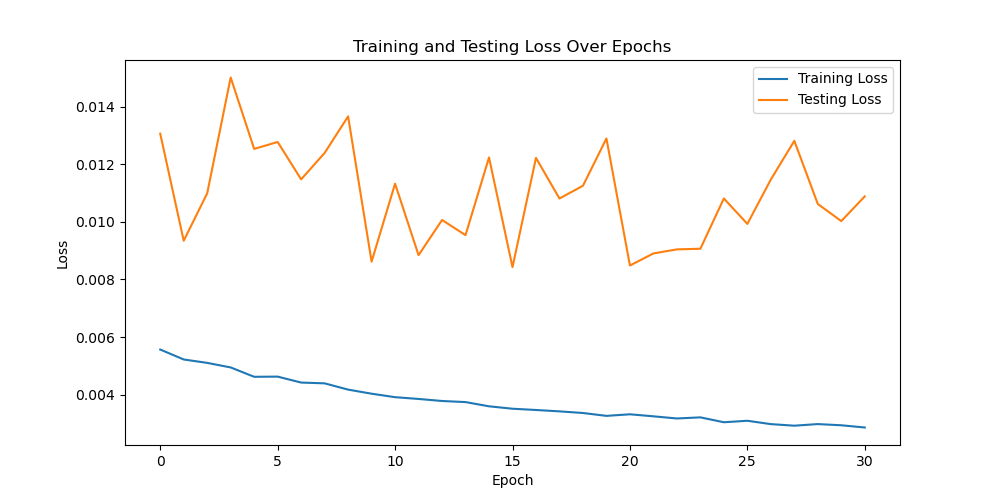 Training and Testing Loss Over Epochs
Training Loss
Testing Loss
0.014
0.012
0.010
0.008
0.006
0.004
Loss
0 5 10 15 20 25 30
Epoch